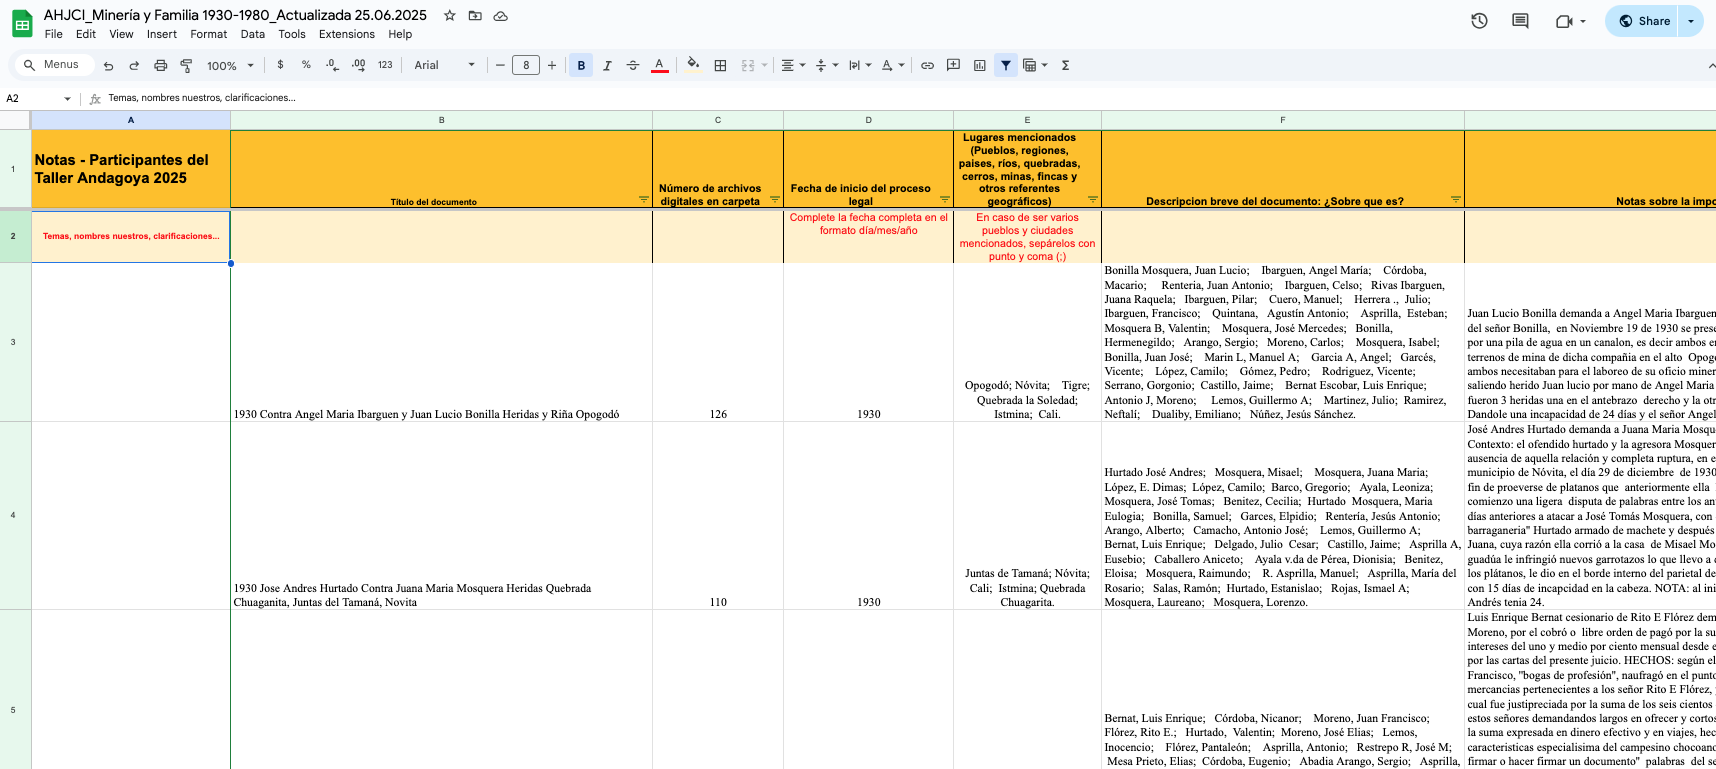 AHJCI_Minería y Familia 1930-1980_Actualizada 25.06.2025
File Edit View Insert Format Data Tools Extensions Help
Share
Menus 100% $ % .0 .00 123 Arial 8 B I A Σ
A2 fx Temas, nombres nuestros, clarificaciones...
A B C D E F
1
Notas - Participantes del
Taller Andagoya 2025
Título del documento
Número de archivos
digitales en carpeta
Fecha de inicio del proceso
legal
Lugares mencionados
(Pueblos, regiones,
paises, ríos, quebradas,
cerros, minas, fincas y
otros referentes
geográficos)
Descripcion breve del documento: ¿Sobre que es?
Notas sobre la impo
2
Temas, nombres nuestros, clarificaciones...
Complete la fecha completa en el
formato día/mes/año
En caso de ser varios
pueblos y ciudades
mencionados, sepárelos con
punto y coma (;)
3
1930 Contra Angel Maria Ibarguen y Juan Lucio Bonilla Heridas y Riña Opogodó
126
1930
Opogodó; Nóvita; Tigre;
Quebrada la Soledad;
Istmina; Cali.
Bonilla Mosquera, Juan Lucio; Ibarguen, Angel María; Córdoba,
Macario; Renteria, Juan Antonio; Ibarguen, Celso; Rivas Ibarguen,
Juana Raquela; Ibarguen, Pilar; Cuero, Manuel; Herrera ., Julio;
Ibarguen, Francisco; Quintana, Agustín Antonio; Asprilla, Esteban;
Mosquera B, Valentin; Mosquera, José Mercedes; Bonilla,
Hermenegildo; Arango, Sergio; Moreno, Carlos; Mosquera, Isabel;
Bonilla, Juan José; Marin L, Manuel A; Garcia A, Angel; Garcés,
Vicente; López, Camilo; Gómez, Pedro; Rodriguez, Vicente;
Serrano, Gorgonio; Castillo, Jaime; Bernat Escobar, Luis Enrique;
Antonio J, Moreno; Lemos, Guillermo A; Martinez, Julio; Ramirez,
Neftalí; Dualiby, Emiliano; Núñez, Jesús Sánchez.
Juan Lucio Bonilla demanda a Angel Maria Ibarguen
del señor Bonilla, en Noviembre 19 de 1930 se prese
por una pila de agua en un canalon, es decir ambos e
terrenos de mina de dicha compañia en el alto Opogo
ambos necesitaban para el laboreo de su oficio miner
saliendo herido Juan lucio por mano de Angel Maria
fueron 3 heridas una en el antebrazo derecho y la otr
Dandole una incapacidad de 24 días y el señor Angel
4
1930 Jose Andres Hurtado Contra Juana Maria Mosquera Heridas Quebrada
Chuaganita, Juntas del Tamaná, Novita
110
1930
Juntas de Tamaná; Nóvita;
Cali; Istmina; Quebrada
Chuagarita.
Hurtado José Andres; Mosquera, Misael; Mosquera, Juana Maria;
López, E. Dimas; López, Camilo; Barco, Gregorio; Ayala, Leoniza;
Mosquera, José Tomas; Benitez, Cecilia; Hurtado Mosquera, Maria
Eulogia; Bonilla, Samuel; Garces, Elpidio; Rentería, Jesús Antonio;
Arango, Alberto; Camacho, Antonio José; Lemos, Guillermo A;
Bernat, Luis Enrique; Delgado, Julio Cesar; Castillo, Jaime; Asprilla A,
Eusebio; Caballero Aniceto; Ayala v.da de Pérea, Dionisia; Benitez,
Eloisa; Mosquera, Raimundo; R. Asprilla, Manuel; Asprilla, María del
Rosario; Salas, Ramón; Hurtado, Estanislao; Rojas, Ismael A;
Mosquera, Laureano; Mosquera, Lorenzo.
José Andres Hurtado demanda a Juana Maria Mosqu
Contexto: el ofendido hurtado y la agresora Mosquer
ausencia de aquella relación y completa ruptura, en e
municipio de Nóvita, el día 29 de diciembre de 1930
fin de proeverse de platanos que anteriormente ella
comienzo una ligera disputa de palabras entre los an
días anteriores a atacar a José Tomás Mosquera, con
barraganeria" Hurtado armado de machete y después
Juana, cuya razón ella corrió a la casa de Misael Mo
guadúa le infringió nuevos garrotazos lo que llevo a
los plátanos, le dio en el borde interno del parietal de
con 15 días de incapcidad en la cabeza. NOTA: al ini
Andrés tenia 24.
5
Bernat, Luis Enrique; Córdoba, Nicanor; Moreno, Juan Francisco;
Flórez, Rito E.; Hurtado, Valentin; Moreno, José Elias; Lemos,
Inocencio; Flórez, Pantaleón; Asprilla, Antonio; Restrepo R, José M;
Mesa Prieto, Elias; Córdoba, Eugenio; Abadia Arango, Sergio; Asprilla,
Luis Enrique Bernat cesionario de Rito E Flórez dem
Moreno, por el cobró o libre orden de pagó por la su
intereses del uno y medio por ciento mensual desde e
por las cartas del presente juicio. HECHOS: según el
Francisco, "bogas de profesión", naufragó en el punto
mercancias pertenecientes a los señor Rito E Flórez,
cual fue justipreciada por la suma de los seis cientos
estos señores demandandos largos en ofrecer y cortos
la suma expresada en dinero efectivo y en viajes, hec
caracteristicas especialisima del campesino chocoano
firmar o hacer firmar un documento" palabras del se